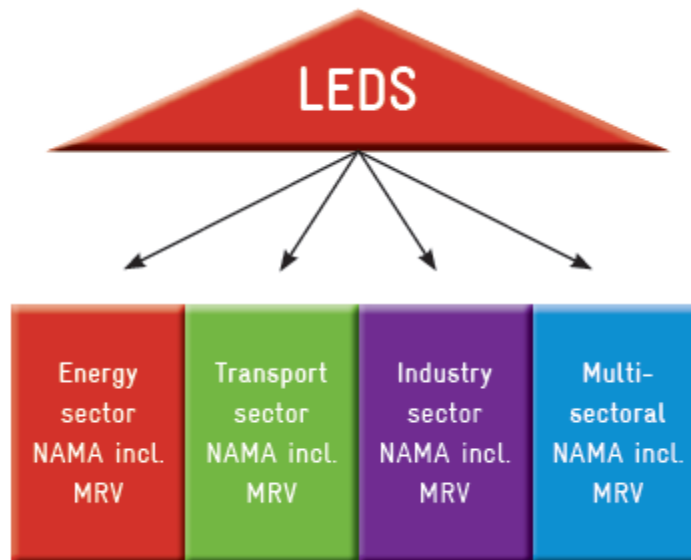 LEDS
Energy
sector
NAMA incl.
MRV
Transport
sector
NAMA incl.
MRV
Industry
sector
NAMA incl.
MRV
Multi-
sectoral
NAMA incl.
MRV